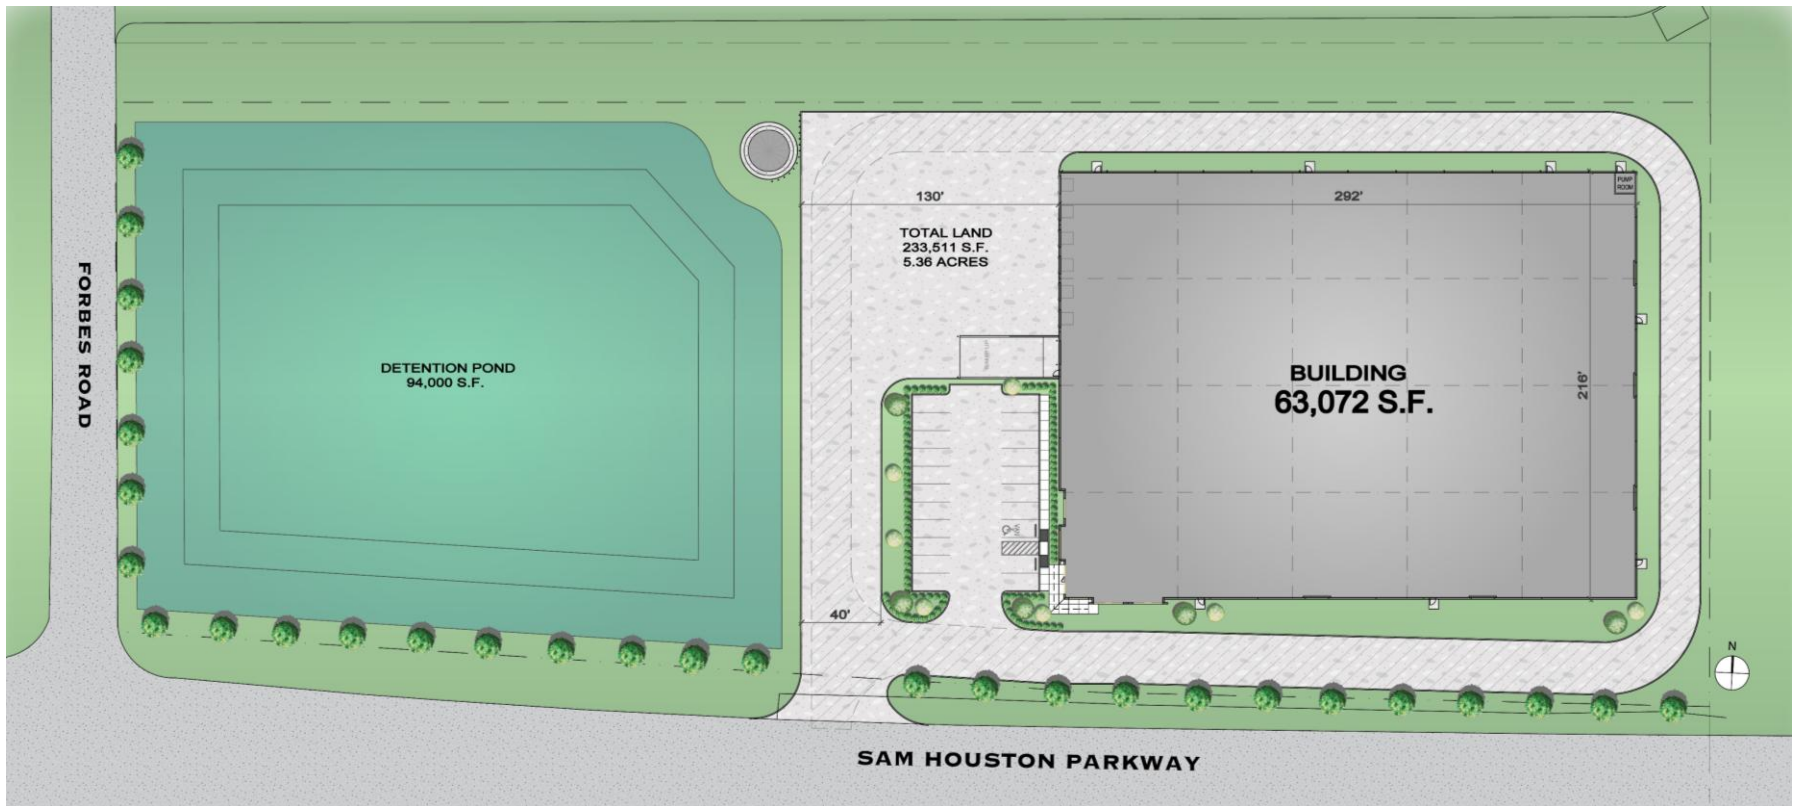 130'
292'
PUMP
ROOM
TOTAL LAND
233,511 S.F.
5.36 ACRES
FORBES ROAD
DETENTION POND
94,000 S.F.
BUILDING
63,072 S.F.
216'
40'
N
SAM HOUSTON PARKWAY